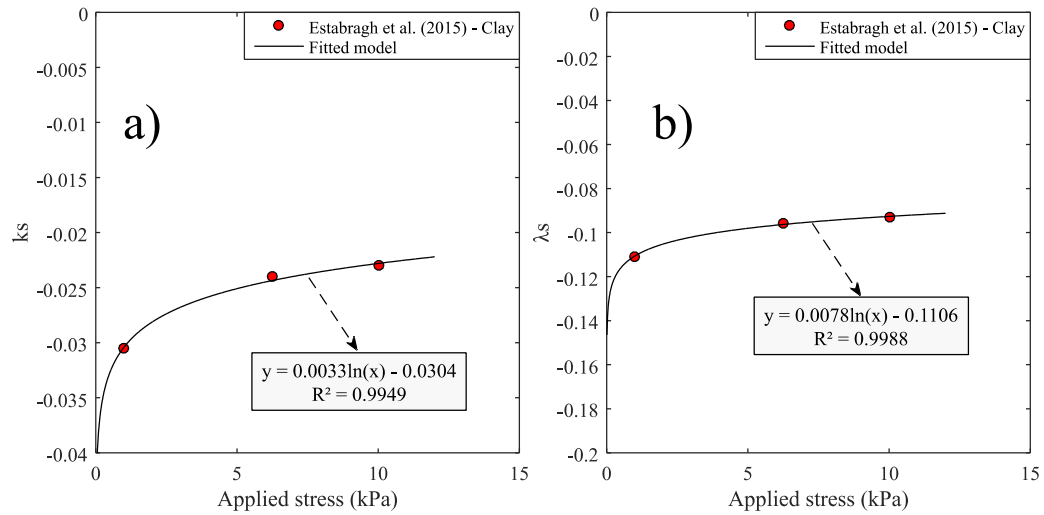 0
-0.005
-0.01
-0.015
-0.02
-0.025
-0.03
-0.035
-0.04
ks
0
5
10
15
Applied stress (kPa)
Estabragh et al. (2015) - Clay
Fitted model
a)
y = 0.0033ln(x) - 0.0304
R² = 0.9949
0
-0.02
-0.04
-0.06
-0.08
-0.1
-0.12
-0.14
-0.16
-0.18
-0.2
λs
0
5
10
15
Applied stress (kPa)
Estabragh et al. (2015) - Clay
Fitted model
b)
y = 0.0078ln(x) - 0.1106
R² = 0.9988